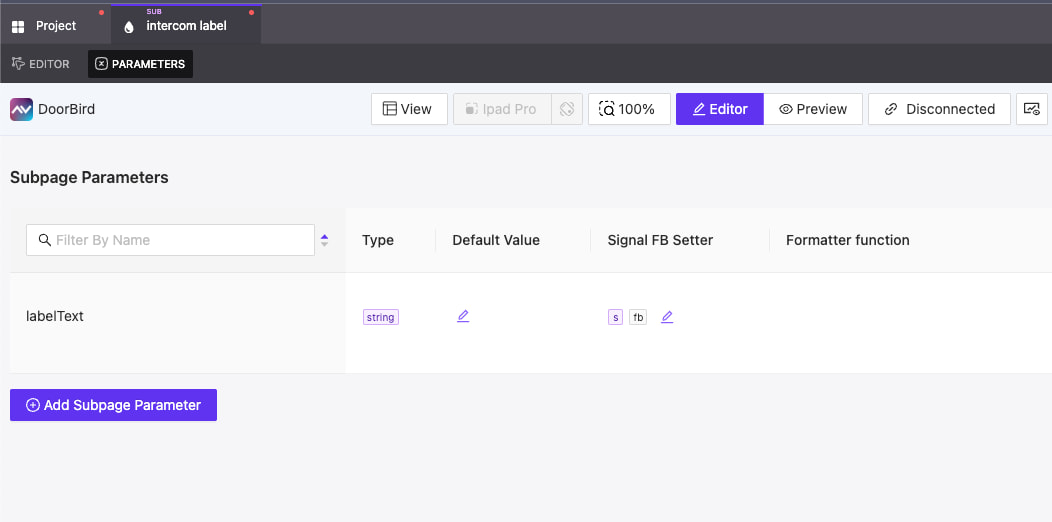 Project
SUB
intercom label
EDITOR
PARAMETERS
DoorBird
View
Ipad Pro
100%
Editor
Preview
Disconnected
Subpage Parameters
Filter By Name
Type
Default Value
Signal FB Setter
Formatter function
labelText
string
s
fb
Add Subpage Parameter